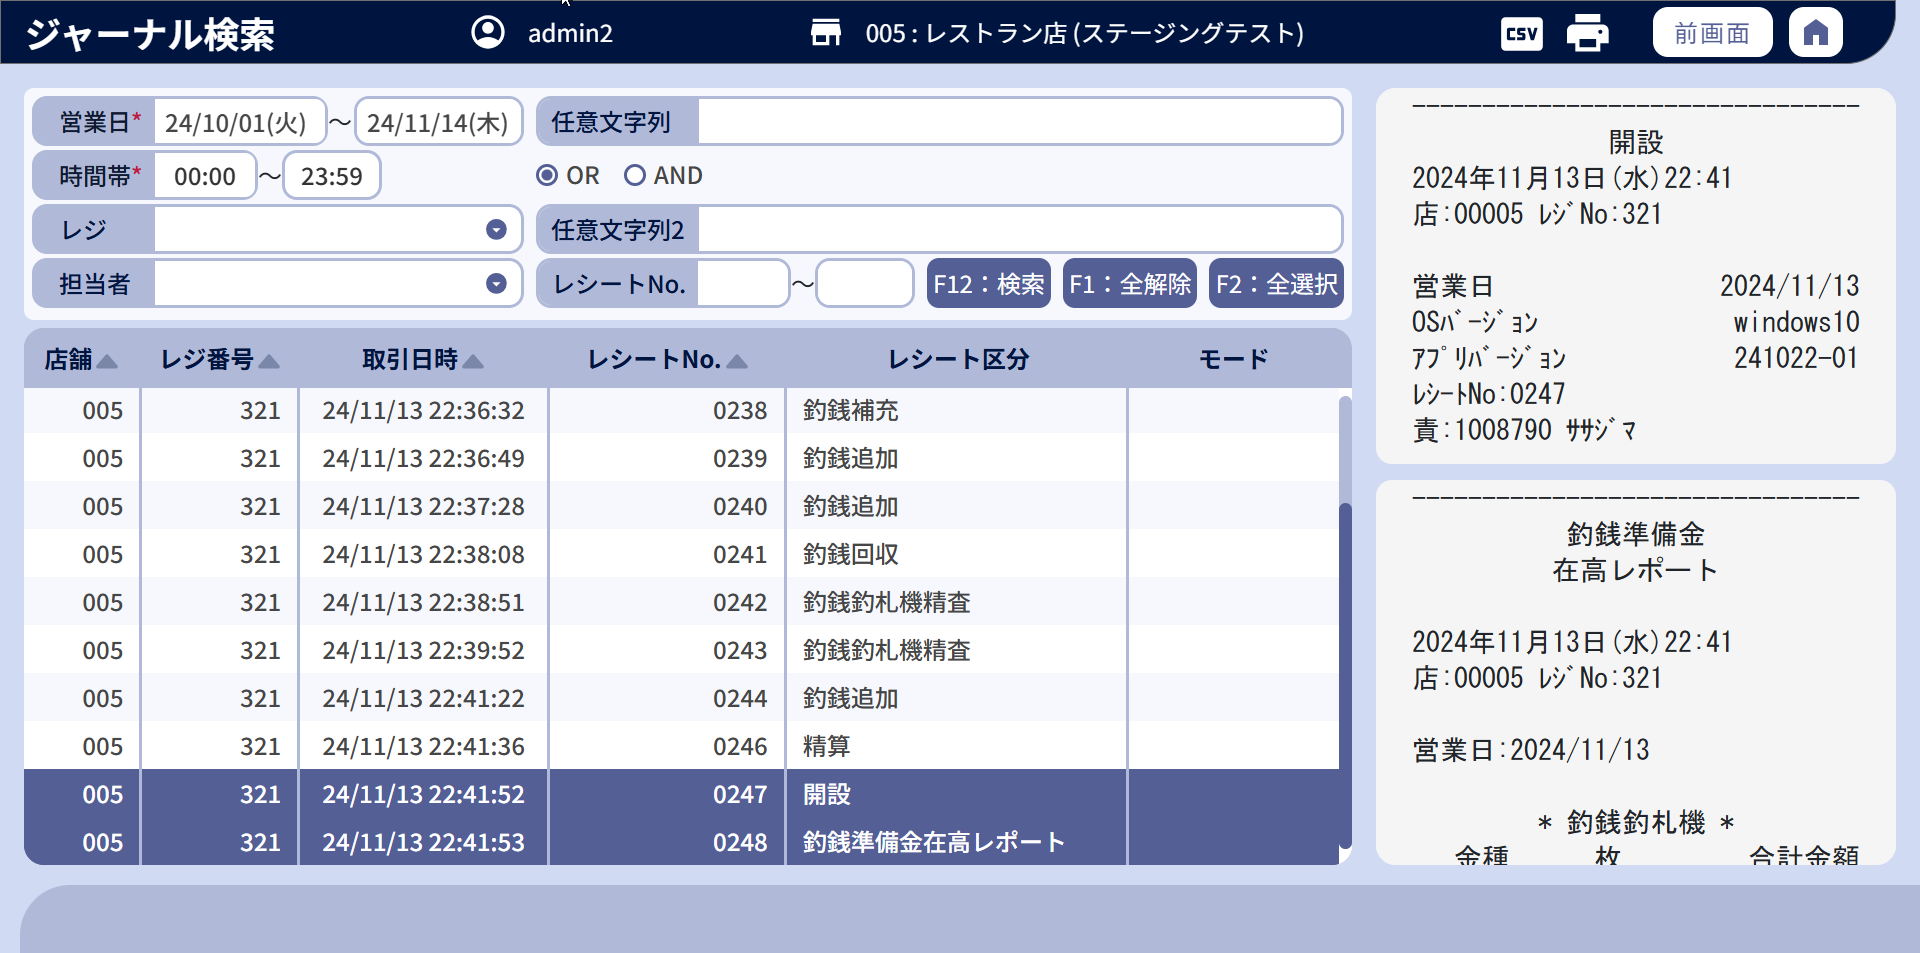 ジャーナル検索
admin2
005 : レストラン店 (ステージングテスト)
CSV
前画面
営業日* 24/10/01(火) ～ 24/11/14(木)
任意文字列
時間帯* 00:00 ～ 23:59
OR AND
レジ
任意文字列2
担当者
レシートNo. ～
F12：検索 F1：全解除 F2：全選択
店舗 レジ番号 取引日時 レシートNo. レシート区分 モード
005 321 24/11/13 22:36:32 0238 釣銭補充
005 321 24/11/13 22:36:49 0239 釣銭追加
005 321 24/11/13 22:37:28 0240 釣銭追加
005 321 24/11/13 22:38:08 0241 釣銭回収
005 321 24/11/13 22:38:51 0242 釣銭釣札機精査
005 321 24/11/13 22:39:52 0243 釣銭釣札機精査
005 321 24/11/13 22:41:22 0244 釣銭追加
005 321 24/11/13 22:41:36 0246 精算
005 321 24/11/13 22:41:52 0247 開設
005 321 24/11/13 22:41:53 0248 釣銭準備金在高レポート
--------------------------------
開設
2024年11月13日(水)22:41
店:00005 ﾚｼﾞNo:321
営業日 2024/11/13
OSﾊﾞｰｼﾞｮﾝ windows10
ｱﾌﾟﾘﾊﾞｰｼﾞｮﾝ 241022-01
ﾚｼｰﾄNo:0247
責:1008790 ｻｻｼﾞﾏ
--------------------------------
釣銭準備金
在高レポート
2024年11月13日(水)22:41
店:00005 ﾚｼﾞNo:321
営業日:2024/11/13
* 釣銭釣札機 *
金種 枚 合計金額